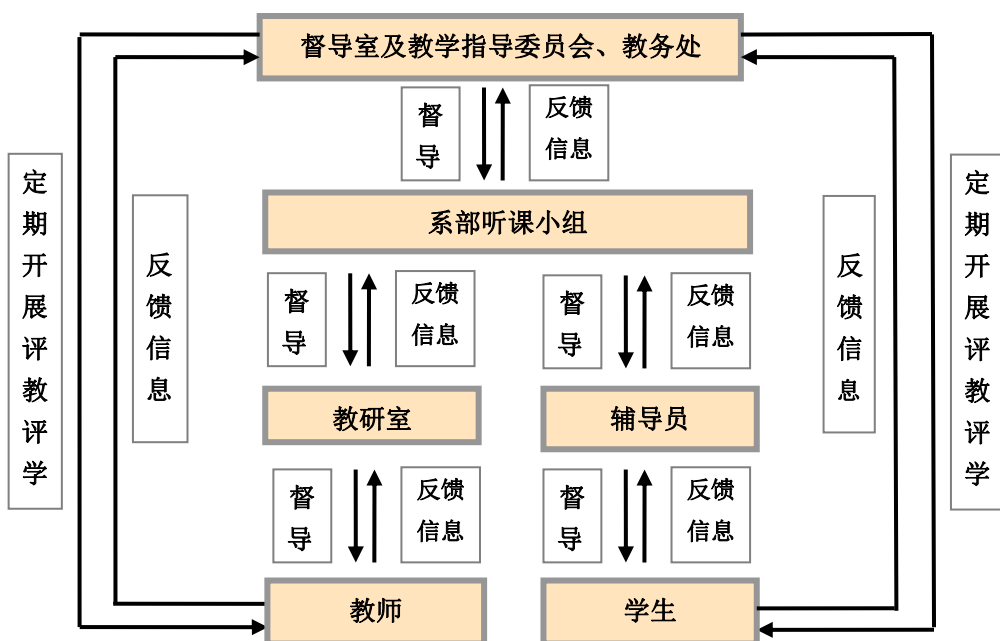 督导室及教学指导委员会、教务处
督
导
反馈
信息
定
期
开
展
评
教
评
学
反
馈
信
息
系部听课小组
反
馈
信
息
定
期
开
展
评
教
评
学
督
导
反馈
信息
督
导
反馈
信息
教研室
辅导员
督
导
反馈
信息
督
导
反馈
信息
教师
学生